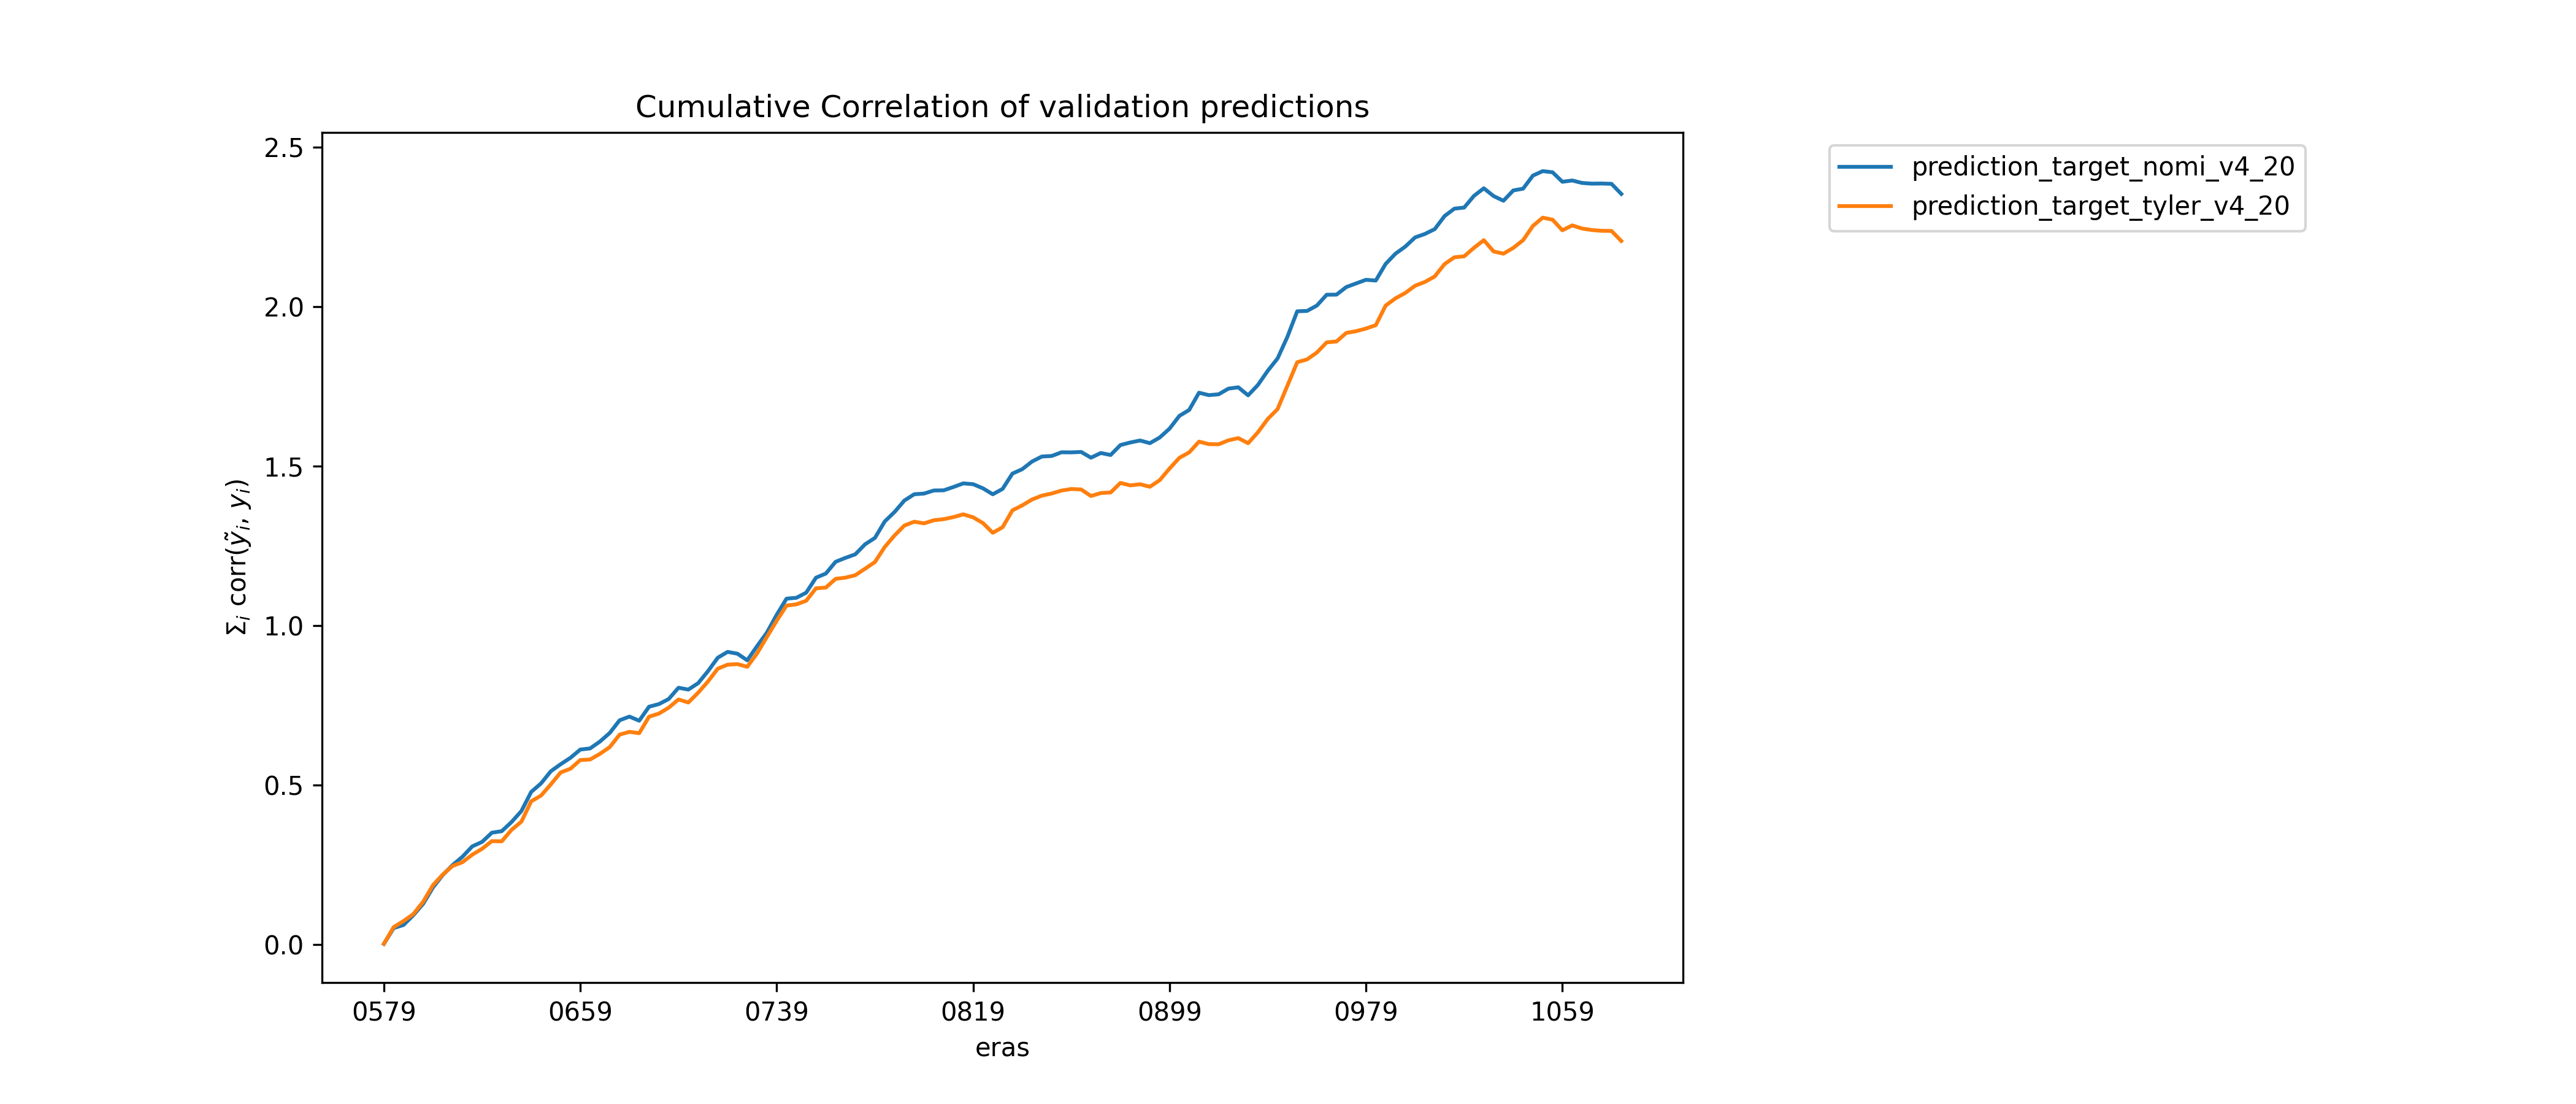 Cumulative Correlation of validation predictions
2.5
2.0
1.5
1.0
0.5
0.0
Σᵢ corr(ỹᵢ, yᵢ)
0579 0659 0739 0819 0899 0979 1059
eras
prediction_target_nomi_v4_20
prediction_target_tyler_v4_20